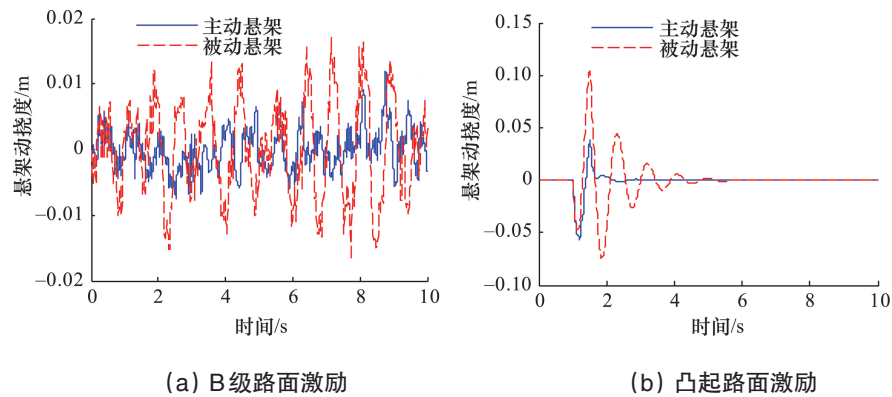 0.02
0.01
0
−0.01
−0.02
悬架动挠度/m
主动悬架
被动悬架
0 2 4 6 8 10
时间/s
(a) B级路面激励
0.15
0.10
0.05
0
−0.05
−0.10
悬架动挠度/m
主动悬架
被动悬架
0 2 4 6 8 10
时间/s
(b) 凸起路面激励